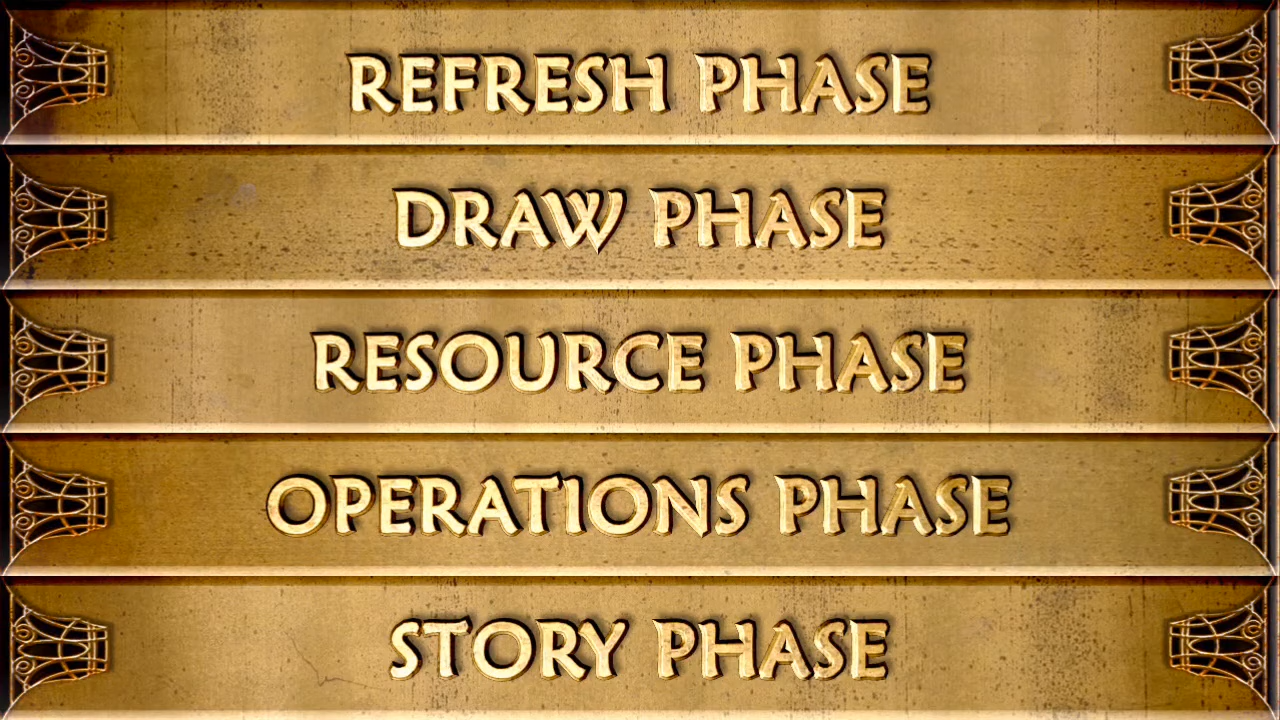 REFRESH PHASE
DRAW PHASE
RESOURCE PHASE
OPERATIONS PHASE
STORY PHASE